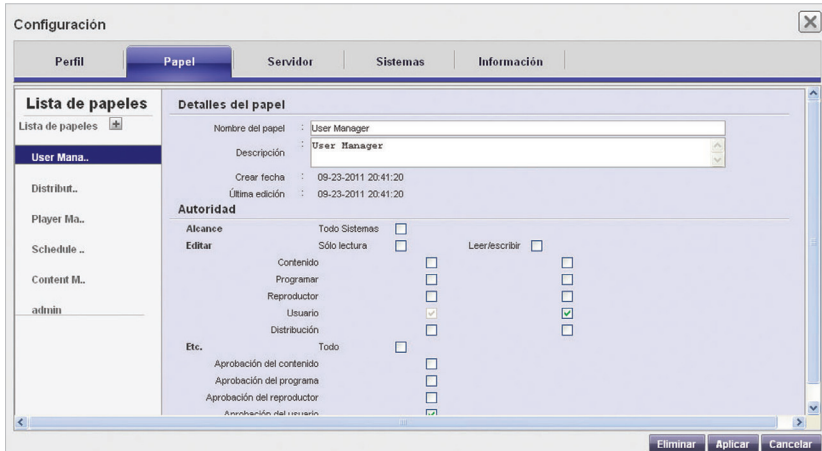 Configuración
Perfil Papel Servidor Sistemas Información
Lista de papeles
Lista de papeles
User Mana..
Distribut..
Player Ma..
Schedule ..
Content M..
admin
Detalles del papel
Nombre del papel : User Manager
Descripción : User Manager
Crear fecha : 09-23-2011 20:41:20
Última edición : 09-23-2011 20:41:20
Autoridad
Alcance Todo Sistemas
Editar Sólo lectura Leer/escribir
Contenido
Programar
Reproductor
Usuario
Distribución
Etc. Todo
Aprobación del contenido
Aprobación del programa
Aprobación del reproductor
Aprobación del usuario
Eliminar Aplicar Cancelar